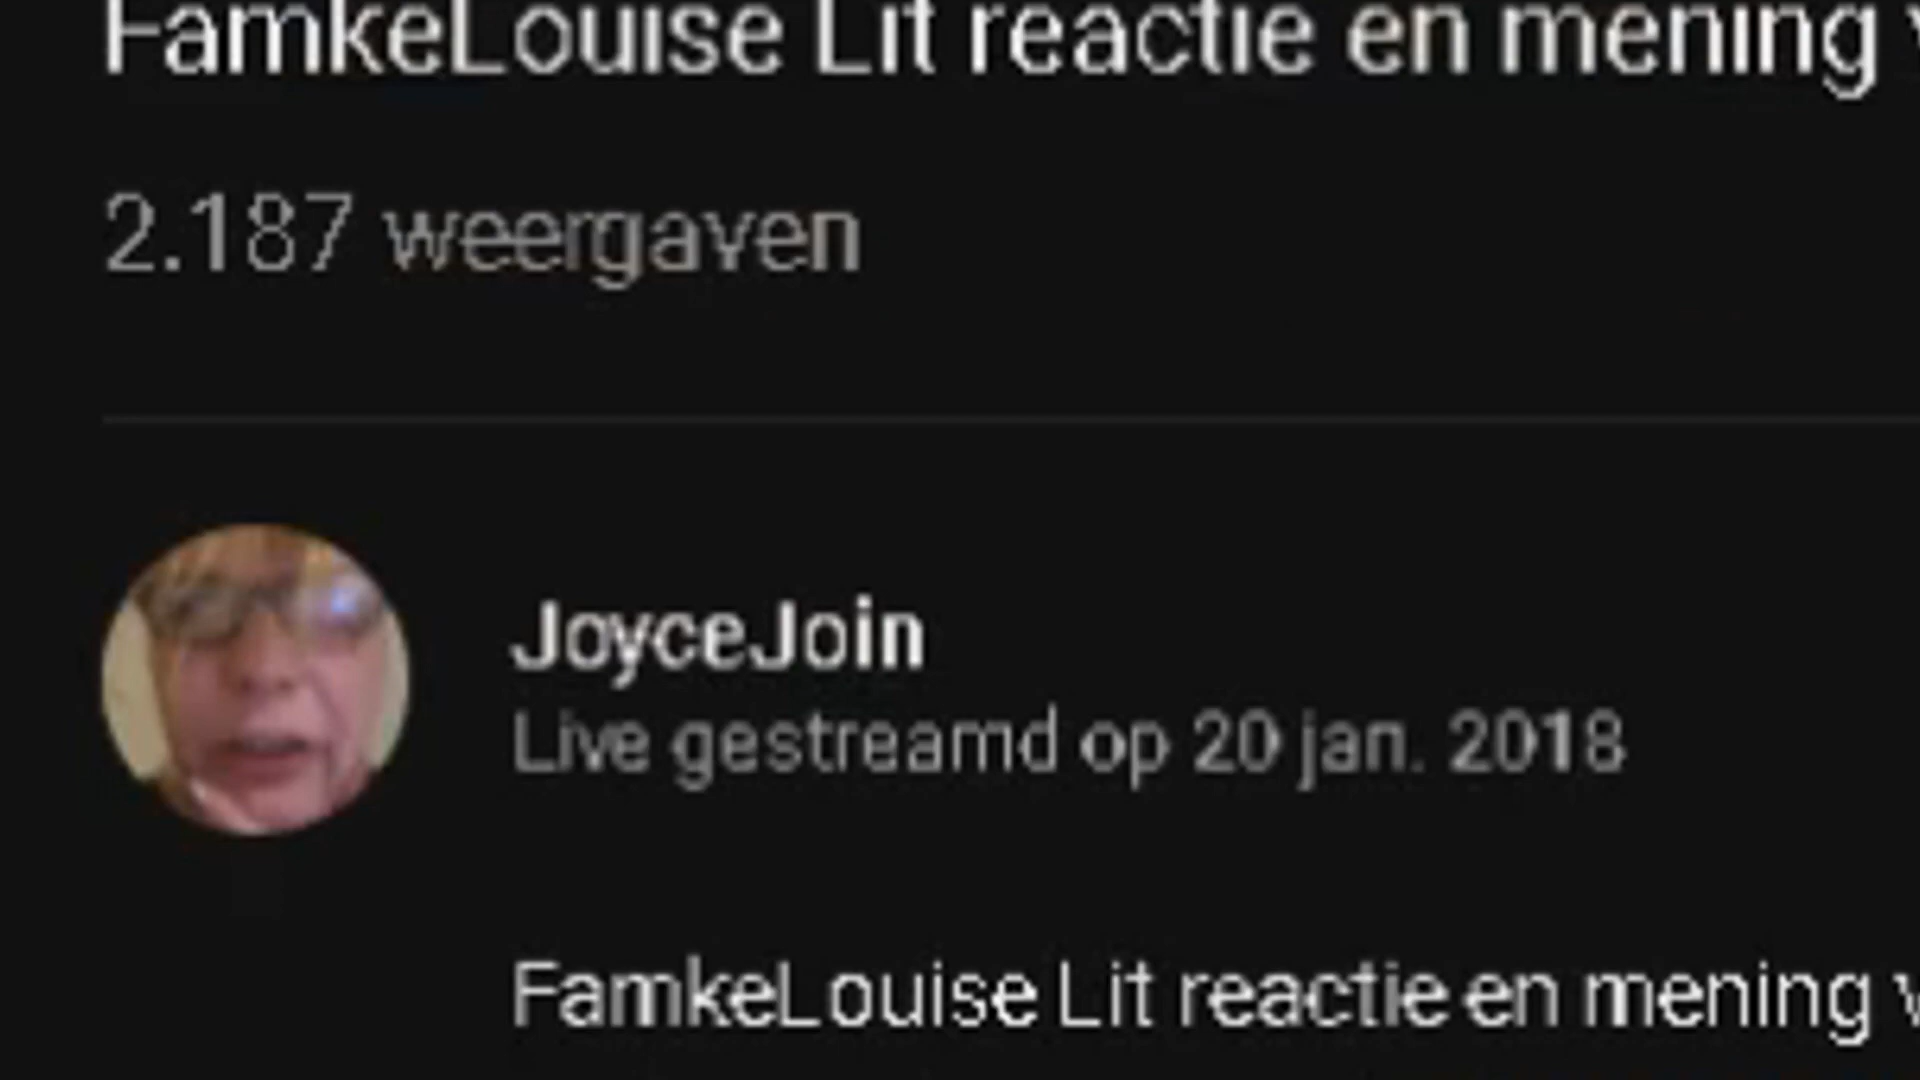 FamkeLouise Lit reactie en mening
2.187 weergaven
JoyceJoin
Live gestreamd op 20 jan. 2018
FamkeLouise Lit reactie en mening